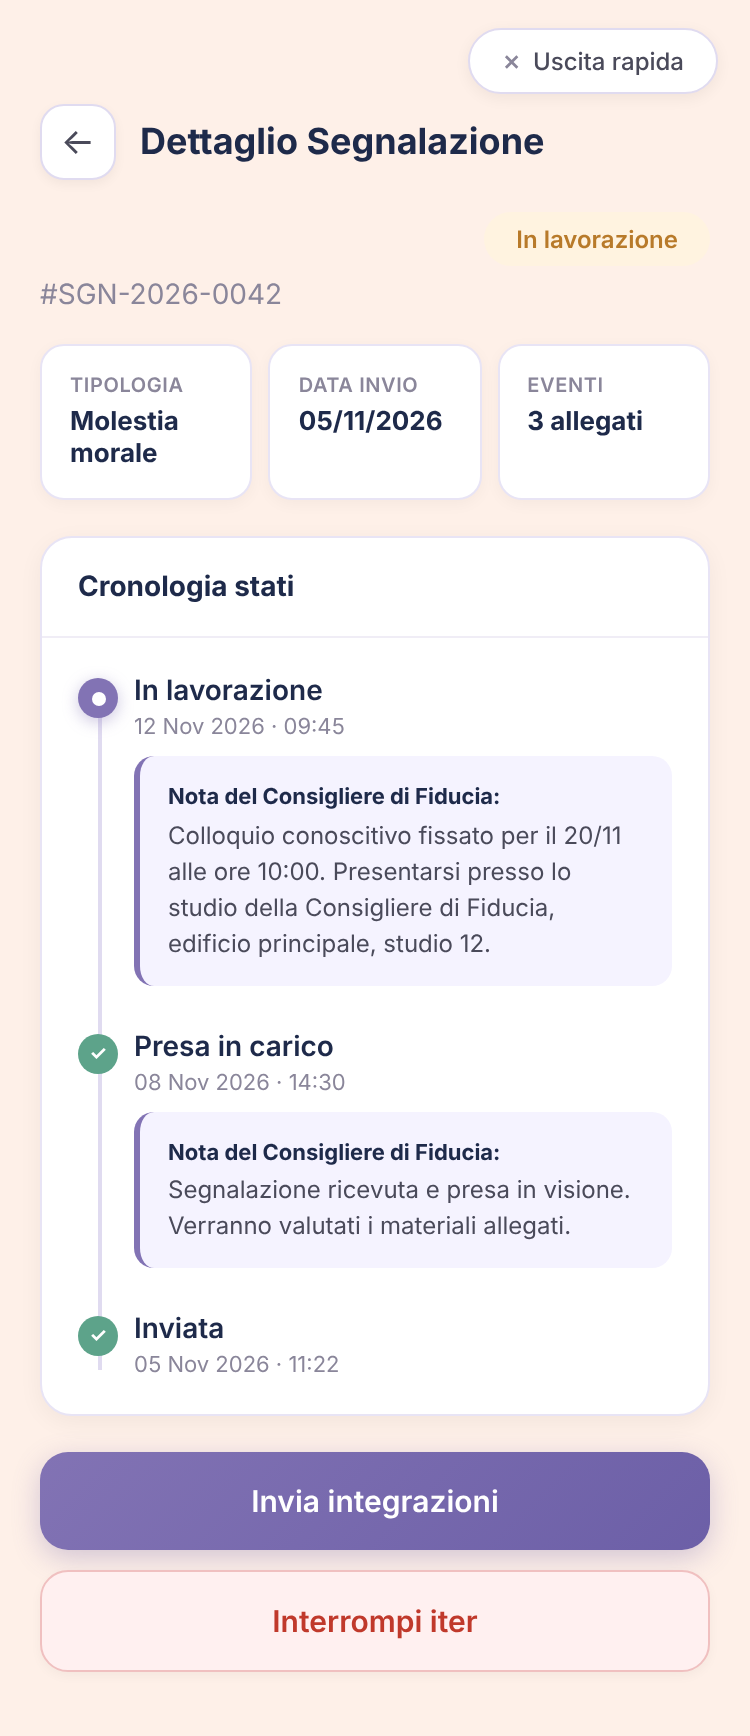 × Uscita rapida
Dettaglio Segnalazione
In lavorazione
#SGN-2026-0042
TIPOLOGIA
Molestia
morale
DATA INVIO
05/11/2026
EVENTI
3 allegati
Cronologia stati
In lavorazione
12 Nov 2026 · 09:45
Nota del Consigliere di Fiducia:
Colloquio conoscitivo fissato per il 20/11
alle ore 10:00. Presentarsi presso lo
studio della Consigliere di Fiducia,
edificio principale, studio 12.
Presa in carico
08 Nov 2026 · 14:30
Nota del Consigliere di Fiducia:
Segnalazione ricevuta e presa in visione.
Verranno valutati i materiali allegati.
Inviata
05 Nov 2026 · 11:22
Invia integrazioni
Interrompi iter